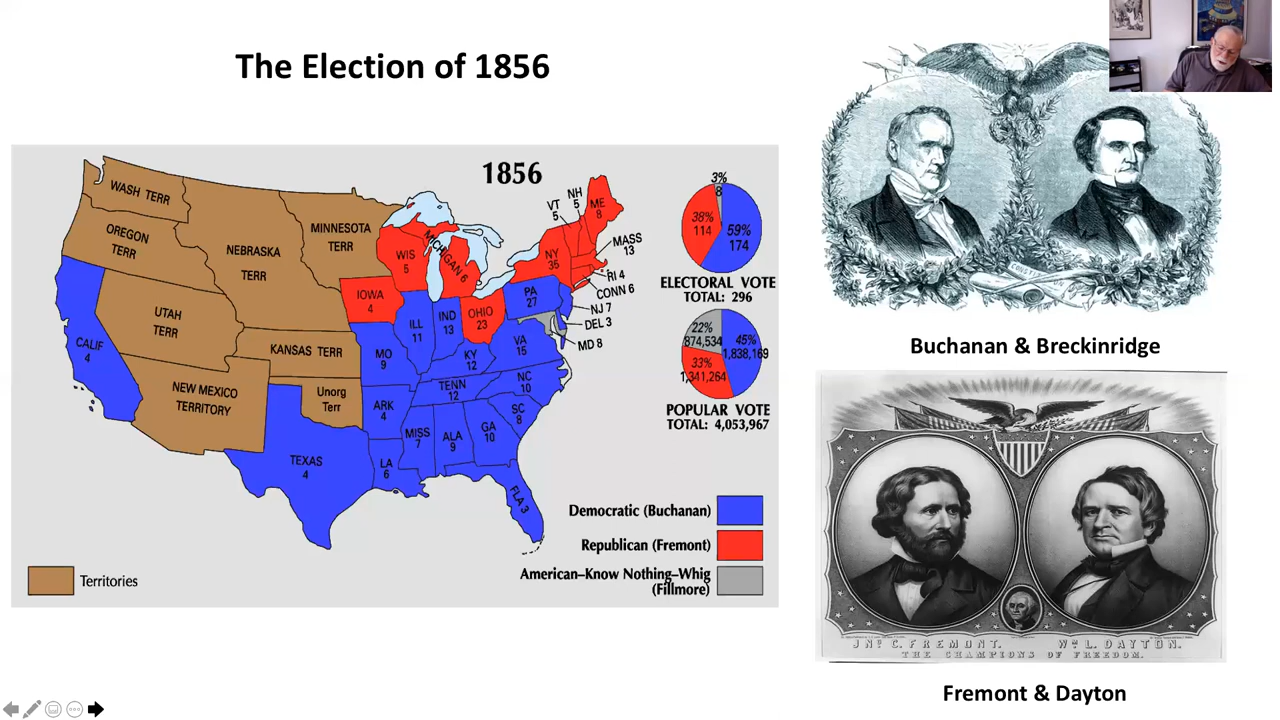 The Election of 1856
1856
WASH TERR
OREGON
TERR
CALIF
4
NEBRASKA
TERR
UTAH
TERR
NEW MEXICO
TERRITORY
KANSAS TERR
Unorg
Terr
TEXAS
4
MINNESOTA
TERR
IOWA
4
WIS
5
MICHIGAN 6
ILL
11
IND
13
OHIO
23
MO
9
ARK
4
LA
6
KY
12
TENN
12
MISS
7
ALA
9
GA
10
FLA 3
SC
8
NC
10
VA
15
PA
27
NY
35
VT
5
NH
5
ME
8
MASS
13
RI 4
CONN 6
NJ 7
DEL 3
MD 8
3%
8
38%
114
59%
174
ELECTORAL VOTE
TOTAL: 296
22%
874,534
45%
1,838,169
33%
1,341,264
POPULAR VOTE
TOTAL: 4,053,967
Democratic (Buchanan)
Republican (Fremont)
American–Know Nothing–Whig
(Fillmore)
Territories
Buchanan & Breckinridge
JNO C. FREMONT.
WM L. DAYTON.
THE CHAMPIONS OF FREEDOM.
Fremont & Dayton